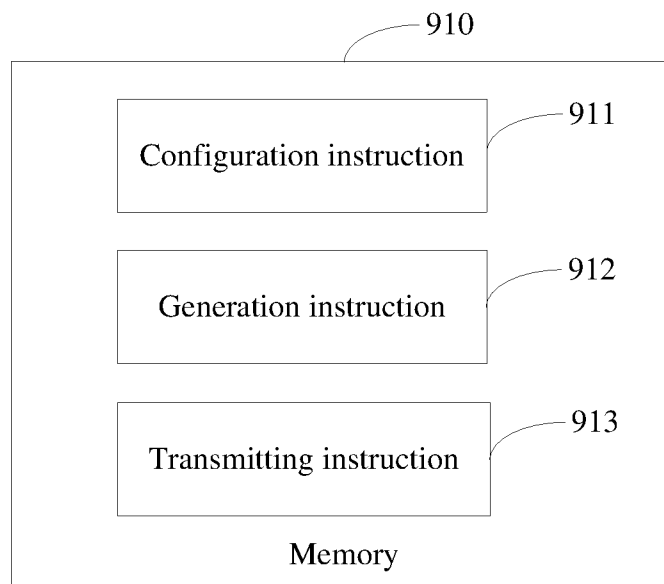 910
911
Configuration instruction
912
Generation instruction
913
Transmitting instruction
Memory